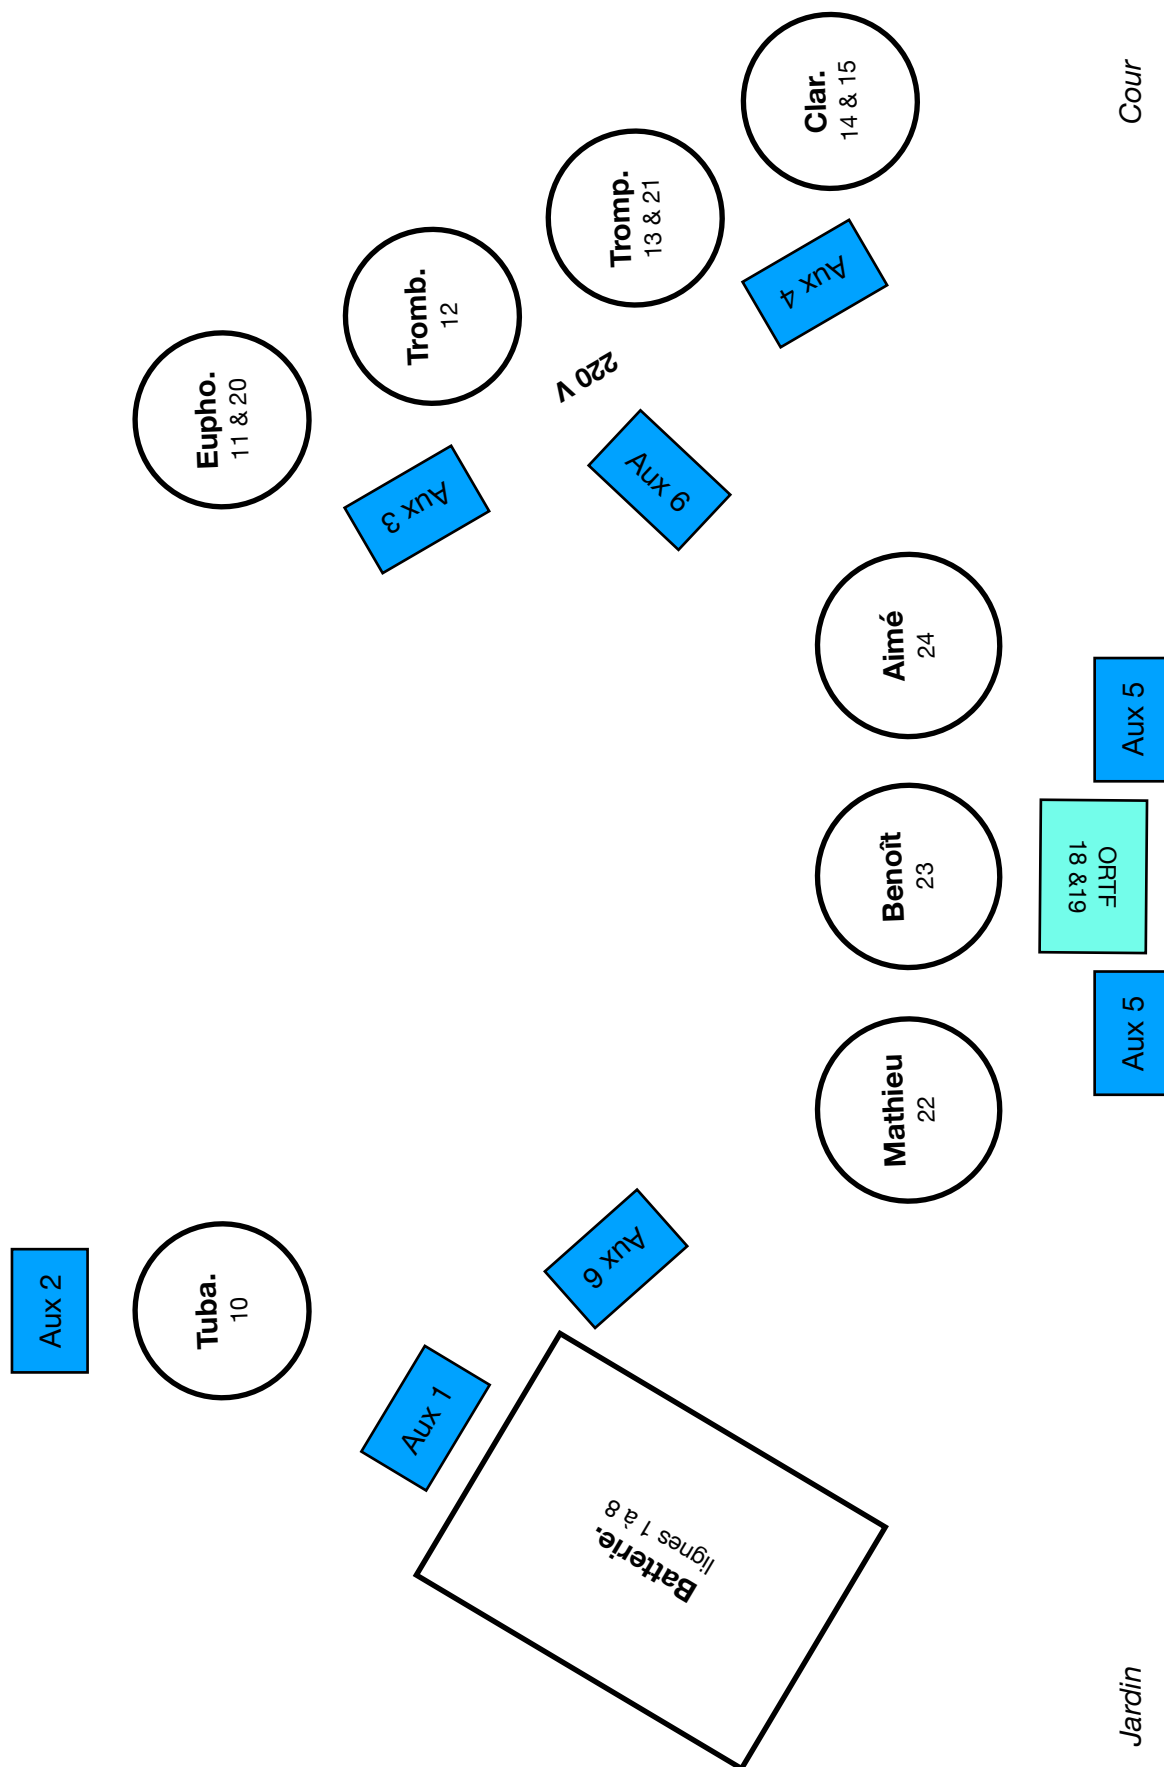 Aux 2
Tuba.
10
Eupho.
11 & 20
Aux 1
Aux 3
Tromb.
12
Aux 6
Aux 9
220 V
Tromp.
13 & 21
Batterie.
lignes 1 à 8
Aux 4
Clar.
14 & 15
Mathieu
22
Benoît
23
Aimé
24
ORTF
18 &19
Jardin
Aux 5
Aux 5
Cour